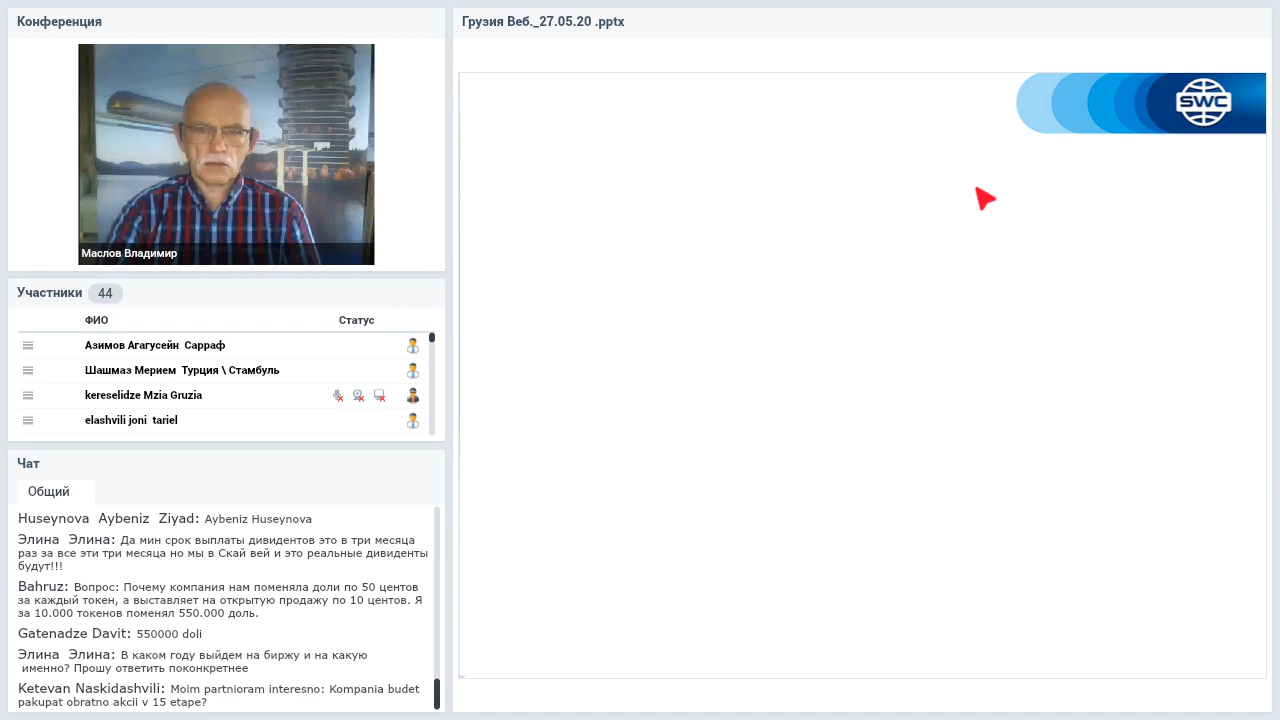 Конференция
Маслов Владимир
Участники 44
ФИО Статус
Азимов Агагусейн Сарраф
Шашмаз Мерием Турция \ Стамбуль
kereselidze Mzia Gruzia
elashvili joni tariel
Чат
Общий
Huseynova Aybeniz Ziyad: Aybeniz Huseynova
Элина Элина: Да мин срок выплаты дивидентов это в три месяца
раз за все эти три месяца но мы в Скай вей и это реальные дивиденты
будут!!!
Bahruz: Вопрос: Почему компания нам поменяла доли по 50 центов
за каждый токен, а выставляет на открытую продажу по 10 центов. Я
за 10.000 токенов поменял 550.000 доль.
Gatenadze Davit: 550000 doli
Элина Элина: В каком году выйдем на биржу и на какую
именно? Прошу ответить поконкретнее
Ketevan Naskidashvili: Moim partnioram interesno: Kompania budet
pakupat obratno akcii v 15 etape?
Грузия Веб._27.05.20 .pptx
SWC